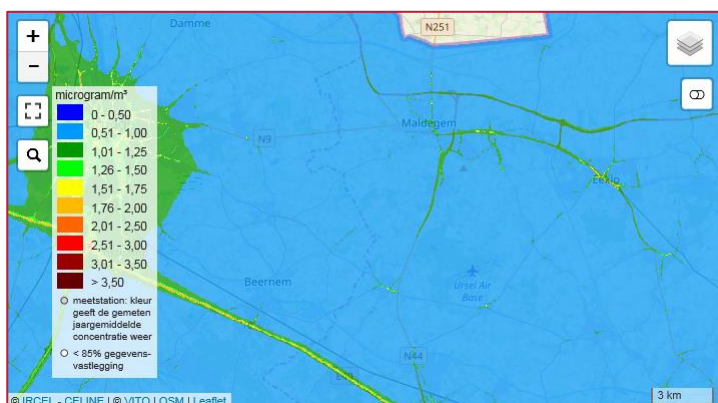 Damme
N251
+
−
microgram/m³
0 - 0,50
0,51 - 1,00
1,01 - 1,25
1,26 - 1,50
1,51 - 1,75
1,76 - 2,00
2,01 - 2,50
2,51 - 3,00
3,01 - 3,50
> 3,50
meetstation: kleur
geeft de gemeten
jaargemiddelde
concentratie weer
< 85% gegevens-
vastlegging
N9
Maldegem
Eeklo
Beernem
Ursel Air
Base
N44
E40
3 km
© IRCEL - CELINE | © VITO | OSM | Leaflet